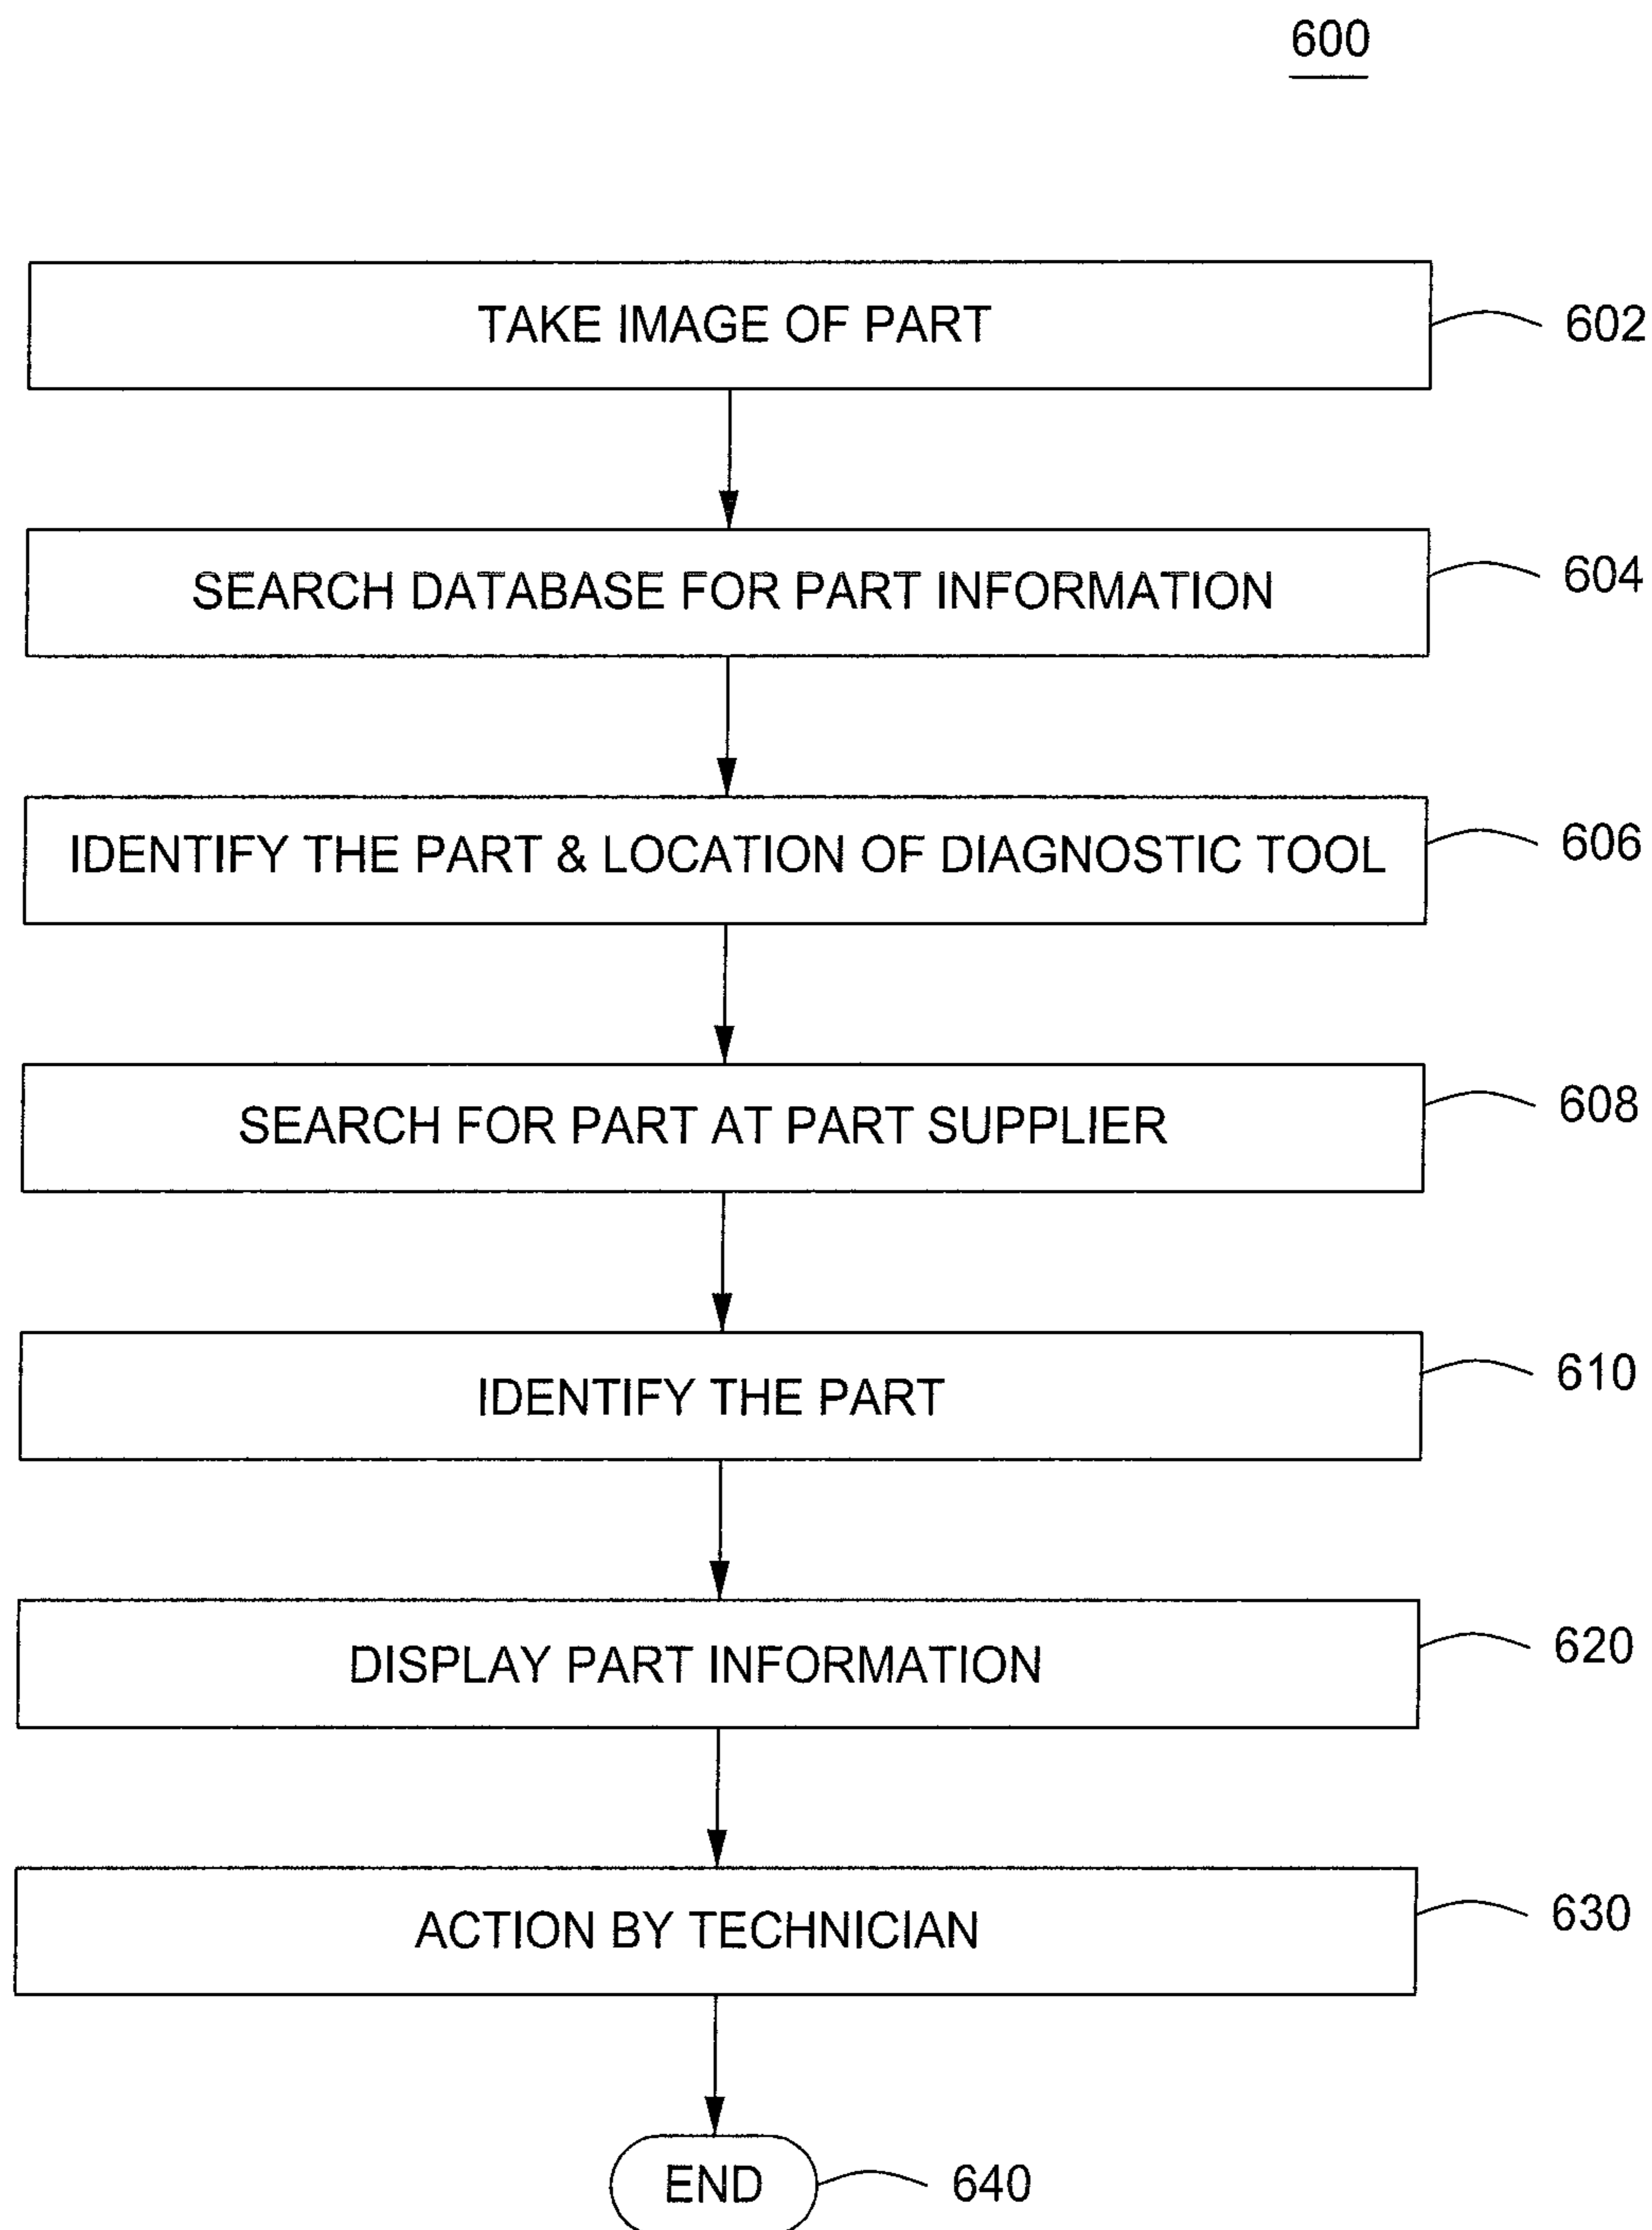 600
TAKE IMAGE OF PART
602
SEARCH DATABASE FOR PART INFORMATION
604
IDENTIFY THE PART & LOCATION OF DIAGNOSTIC TOOL
606
SEARCH FOR PART AT PART SUPPLIER
608
IDENTIFY THE PART
610
DISPLAY PART INFORMATION
620
ACTION BY TECHNICIAN
630
END
640